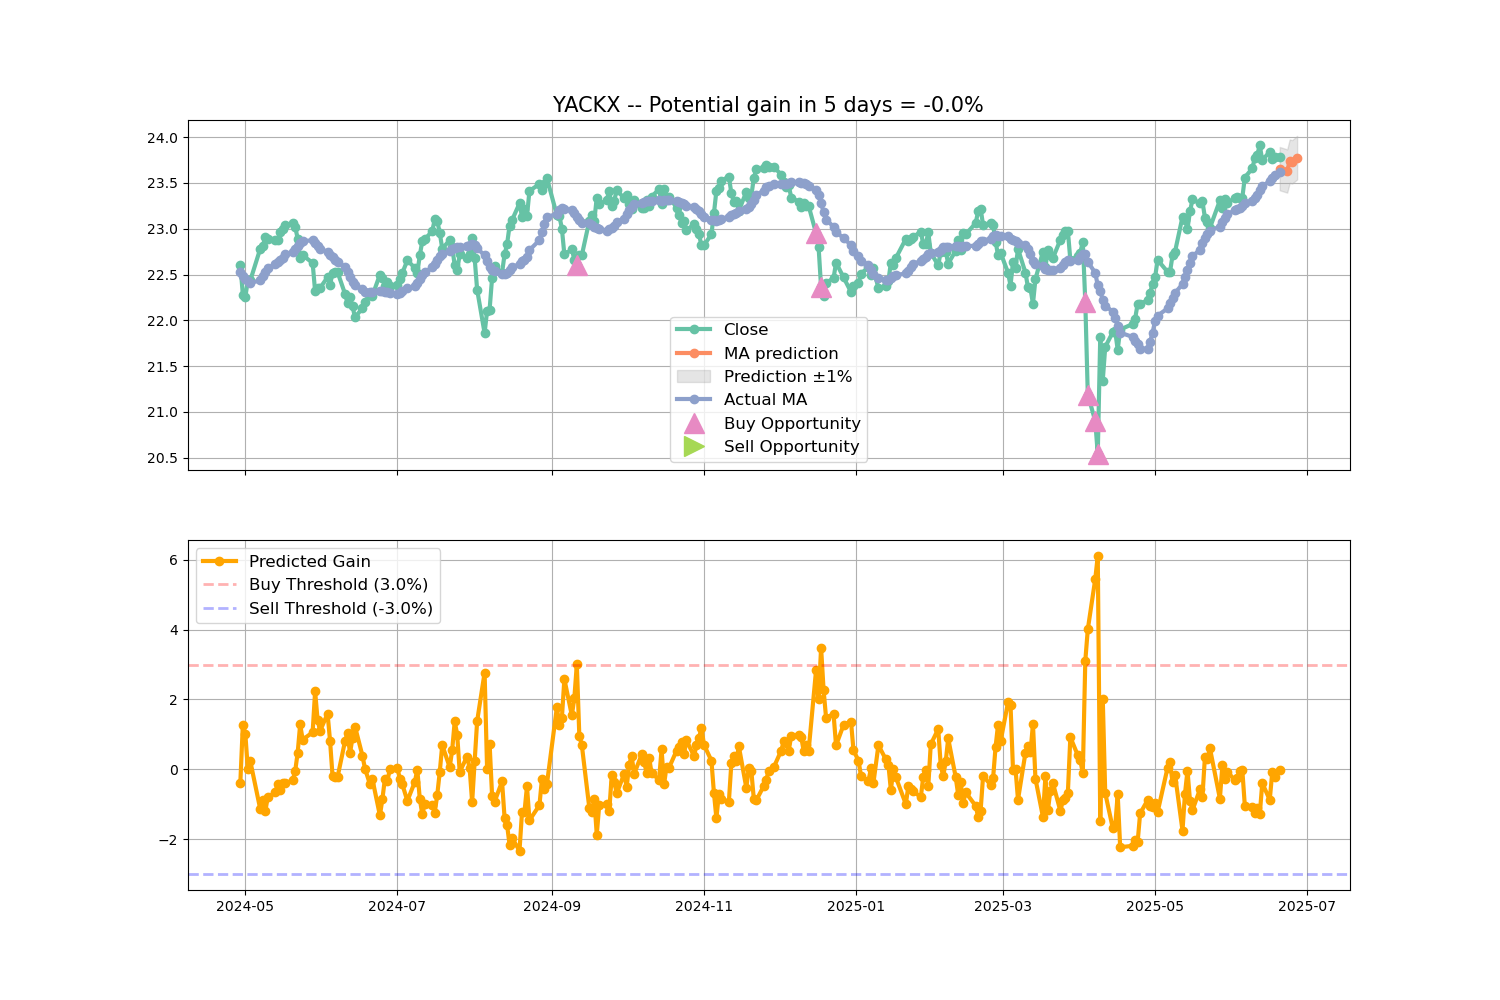 YACKX -- Potential gain in 5 days = -0.0%
24.0
23.5
23.0
22.5
22.0
21.5
21.0
20.5
Close
MA prediction
Prediction ±1%
Actual MA
Buy Opportunity
Sell Opportunity
6
4
2
0
−2
Predicted Gain
Buy Threshold (3.0%)
Sell Threshold (-3.0%)
2024-05
2024-07
2024-09
2024-11
2025-01
2025-03
2025-05
2025-07